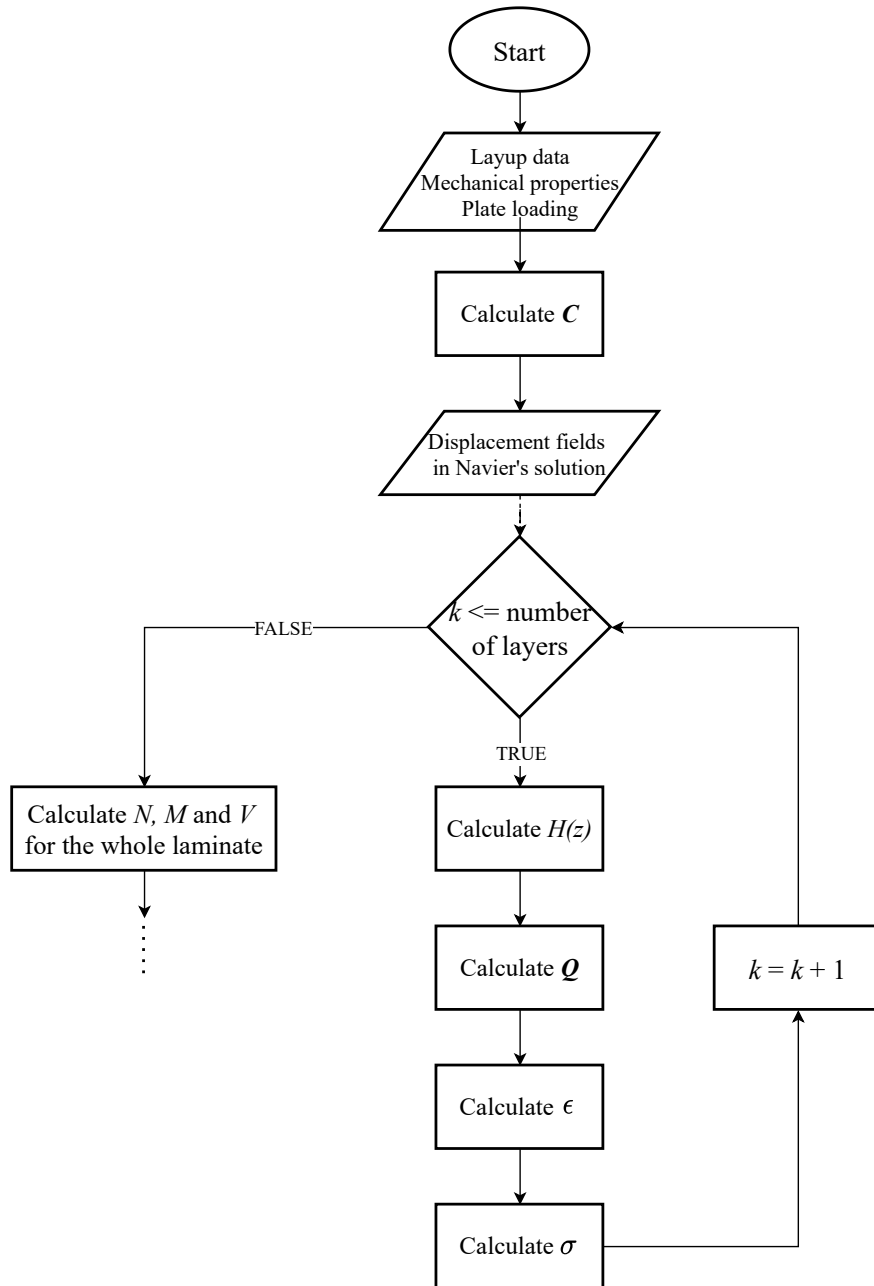 Start
Layup data
Mechanical properties
Plate loading
Calculate C
Displacement fields
in Navier's solution
k <= number
of layers
FALSE
TRUE
Calculate N, M and V
for the whole laminate
Calculate H(z)
Calculate Q
k = k + 1
Calculate ϵ
Calculate σ